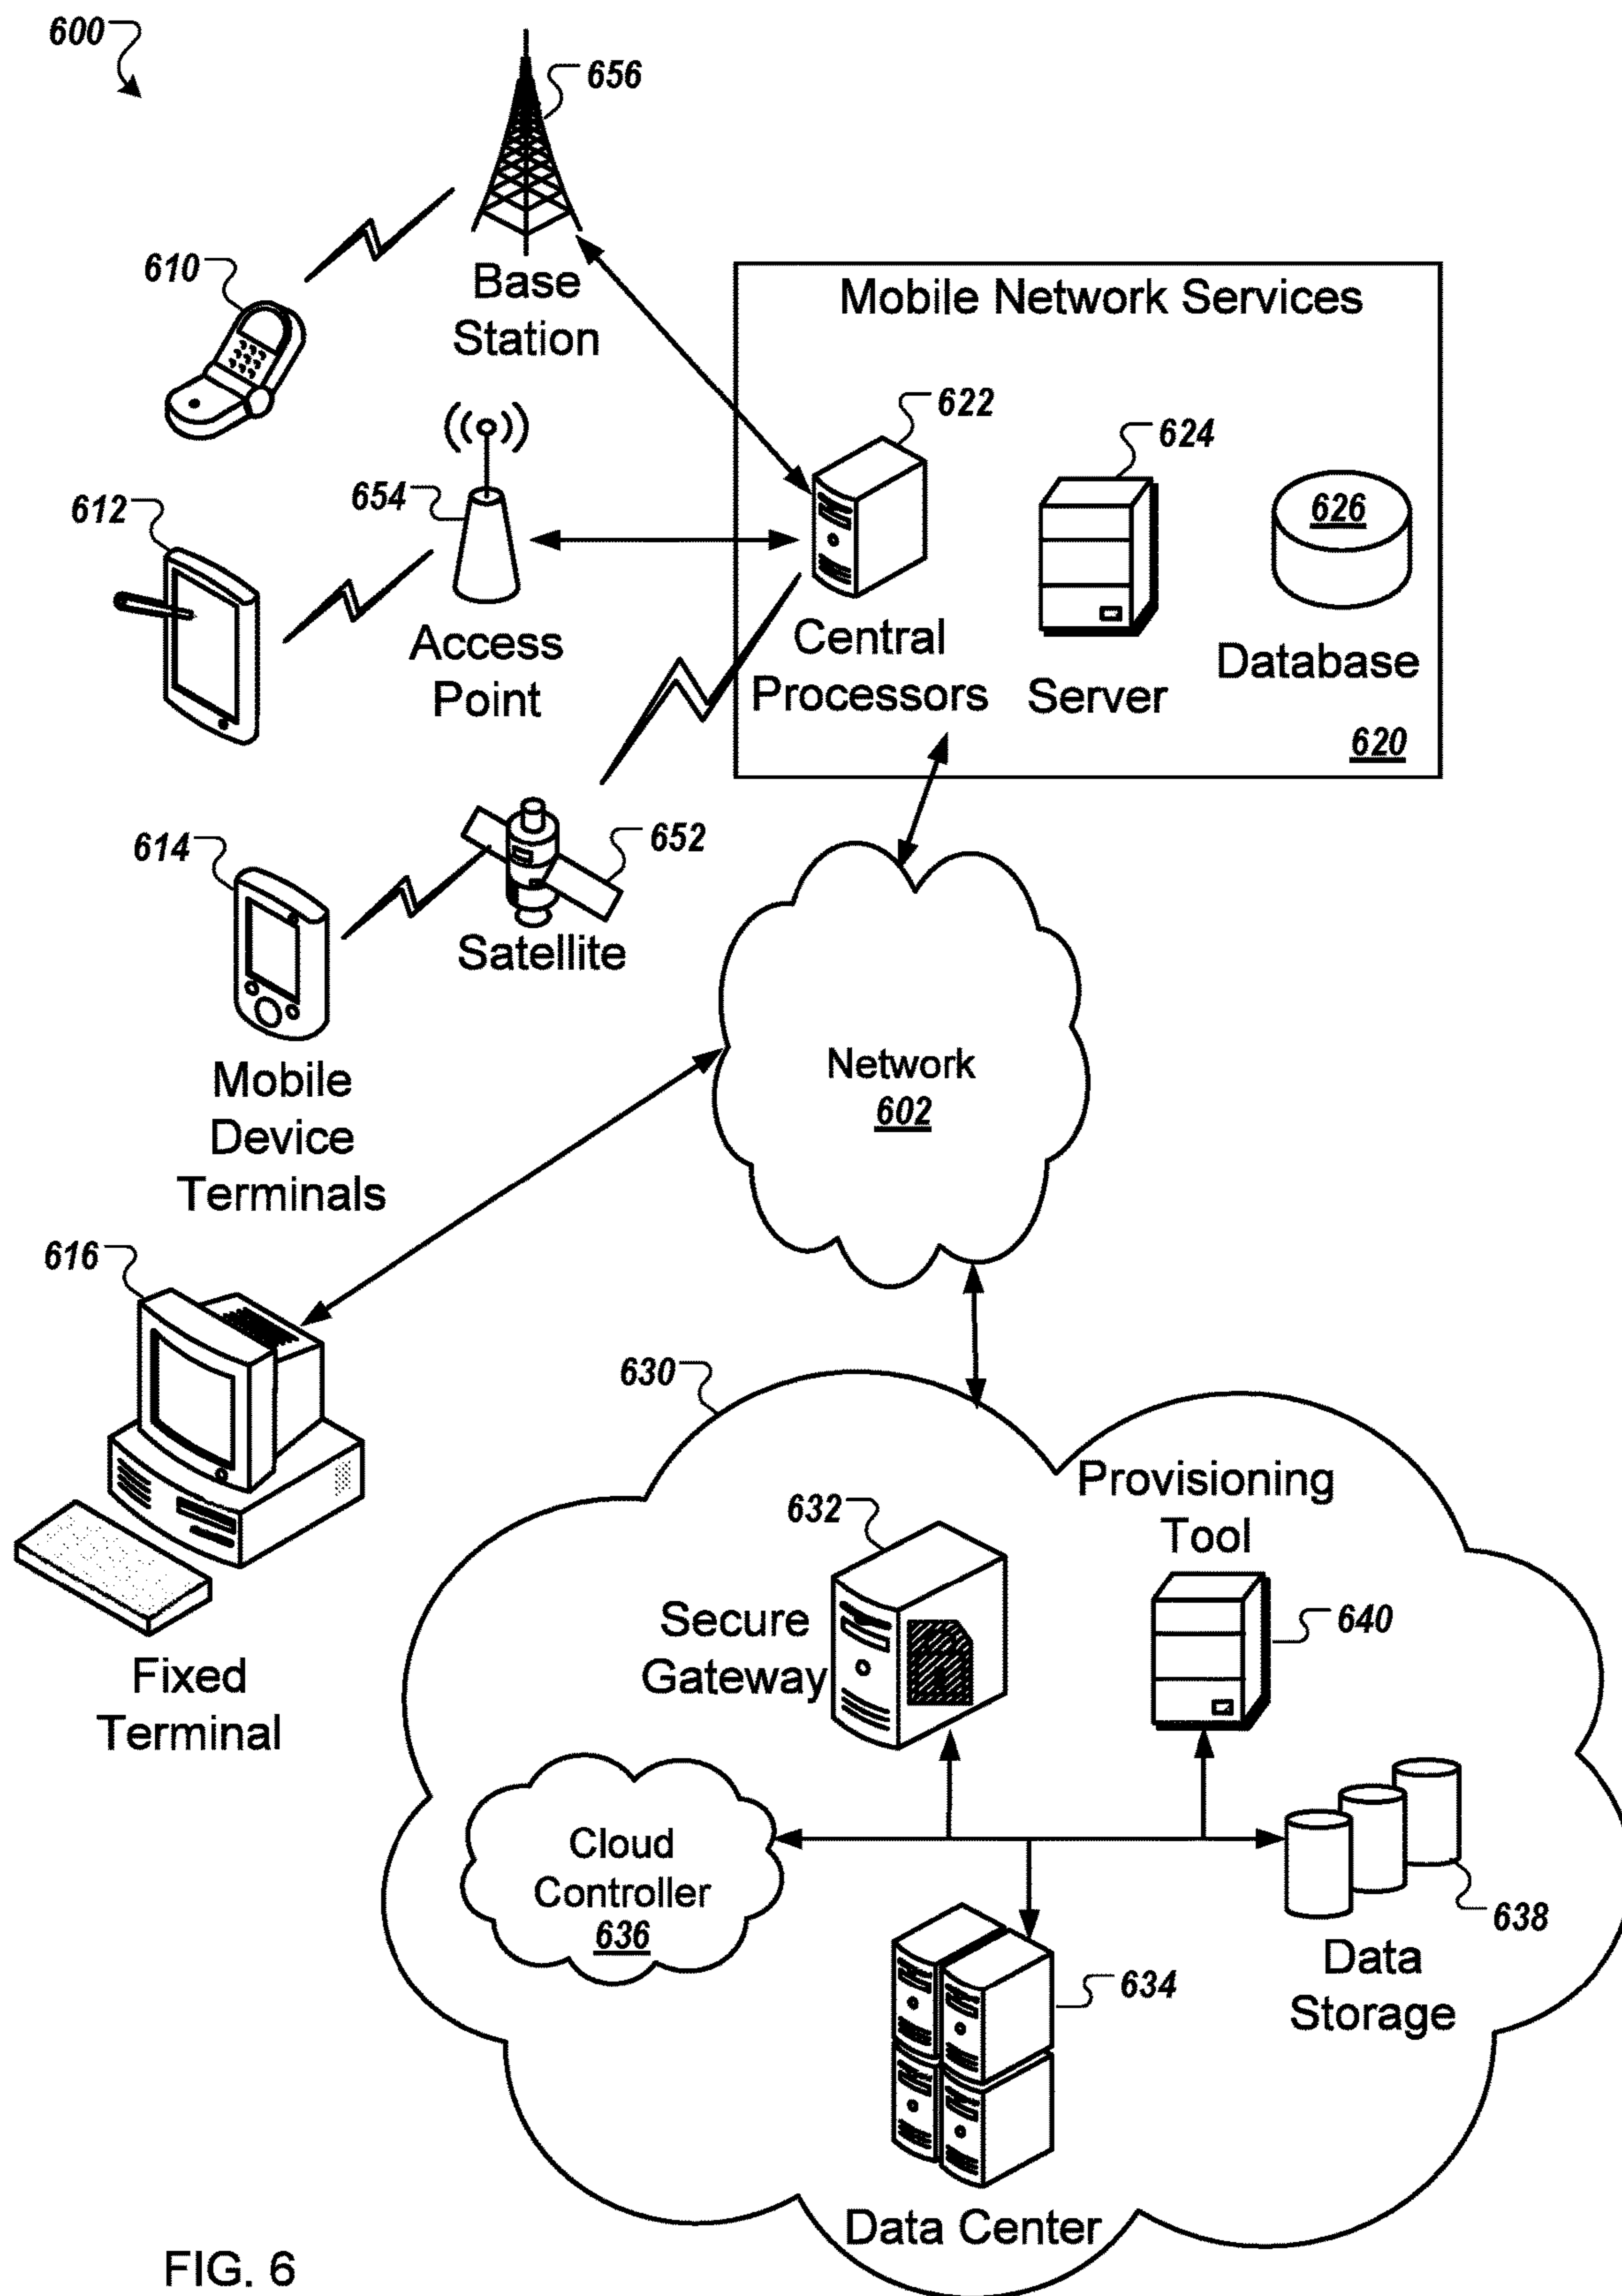 600
656
610
Base
Station
Mobile Network Services
622
624
626
612
654
Access
Point
Central
Processors
Server
Database
620
614
652
Satellite
Mobile
Device
Terminals
Network
602
616
Fixed
Terminal
630
Provisioning
Tool
632
Secure
Gateway
640
Cloud
Controller
636
638
Data
Storage
634
Data Center
FIG. 6